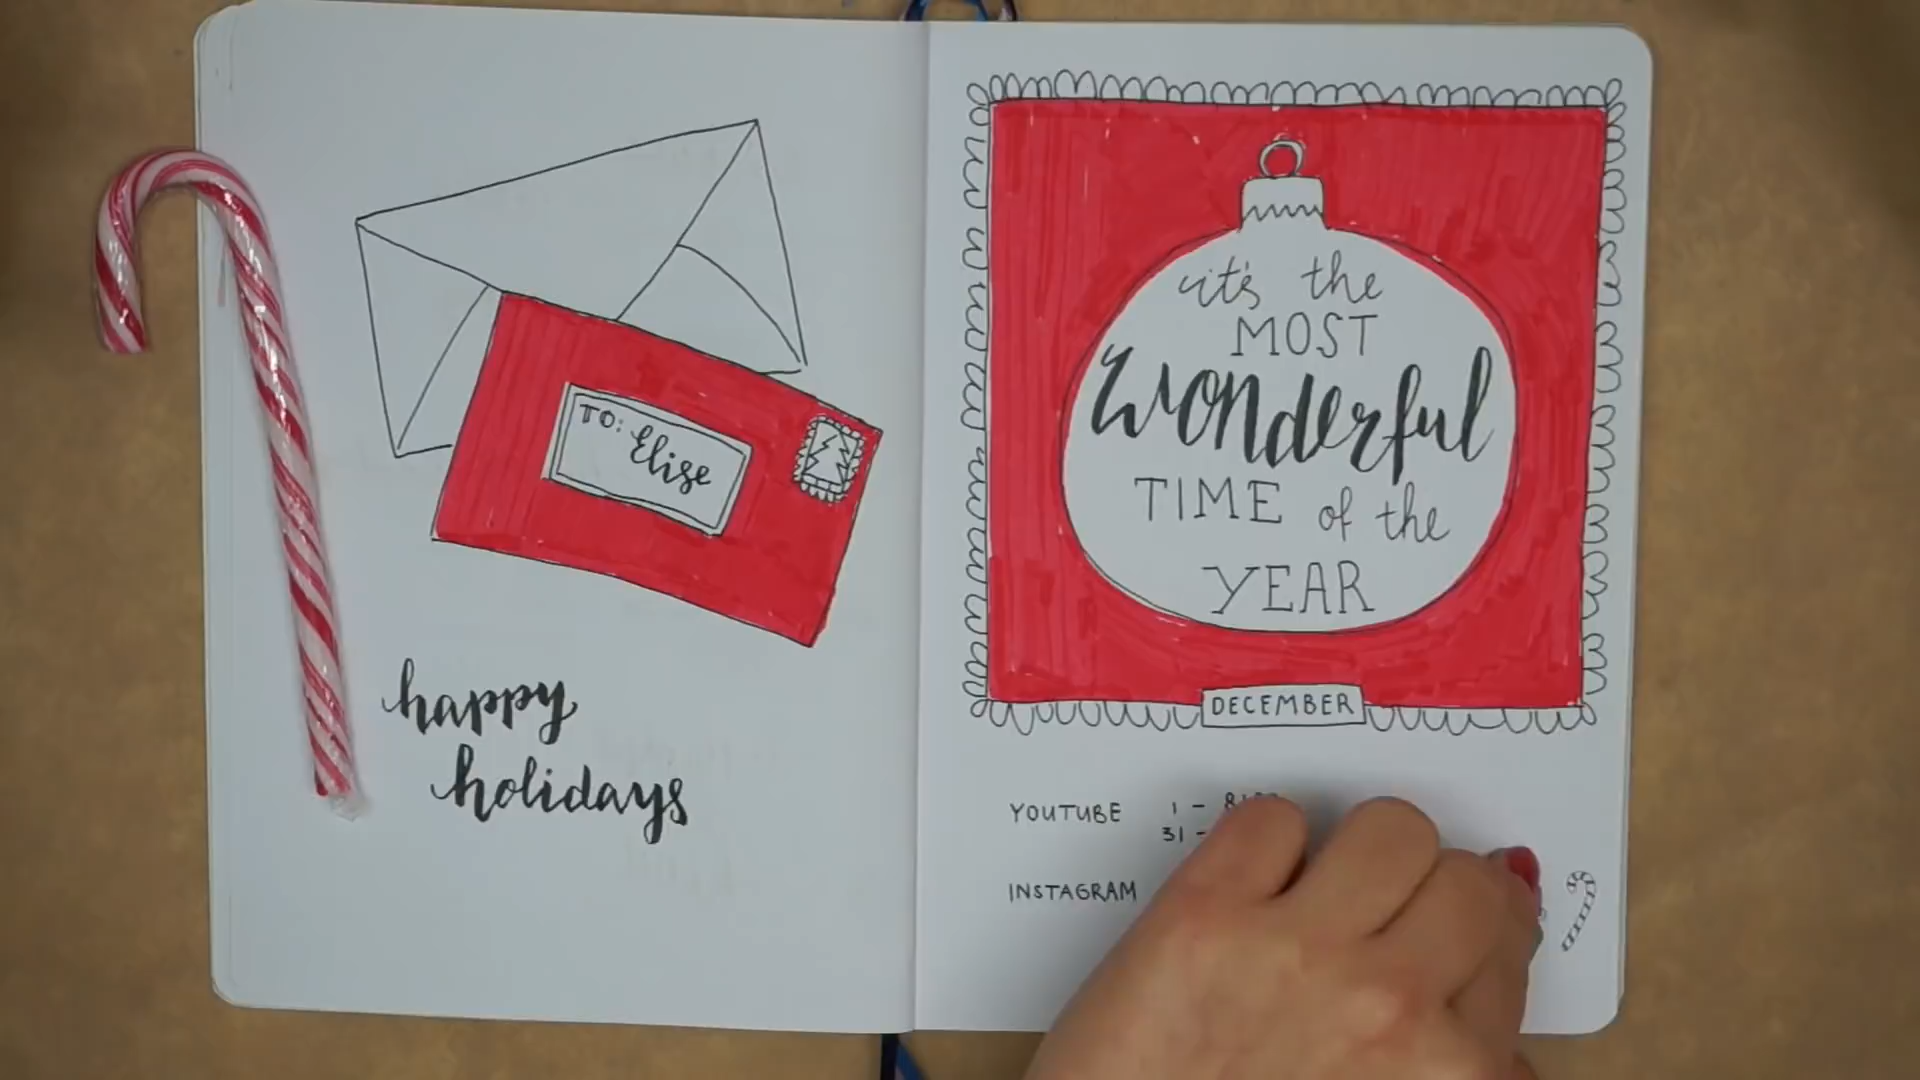 TO: Elise
happy
holidays
it's the
MOST
wonderful
TIME of the
YEAR
DECEMBER
YOUTUBE 1 -
31 -
INSTAGRAM